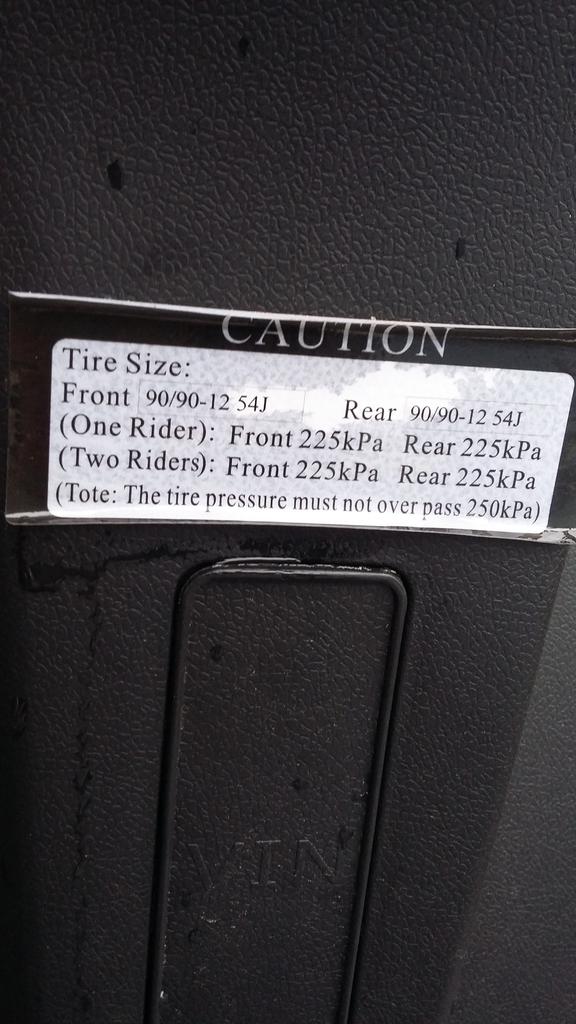 CAUTION
Tire Size:
Front 90/90-12 54J Rear 90/90-12 54J
(One Rider): Front 225kPa Rear 225kPa
(Two Riders): Front 225kPa Rear 225kPa
(Tote: The tire pressure must not over pass 250kPa)
VIN